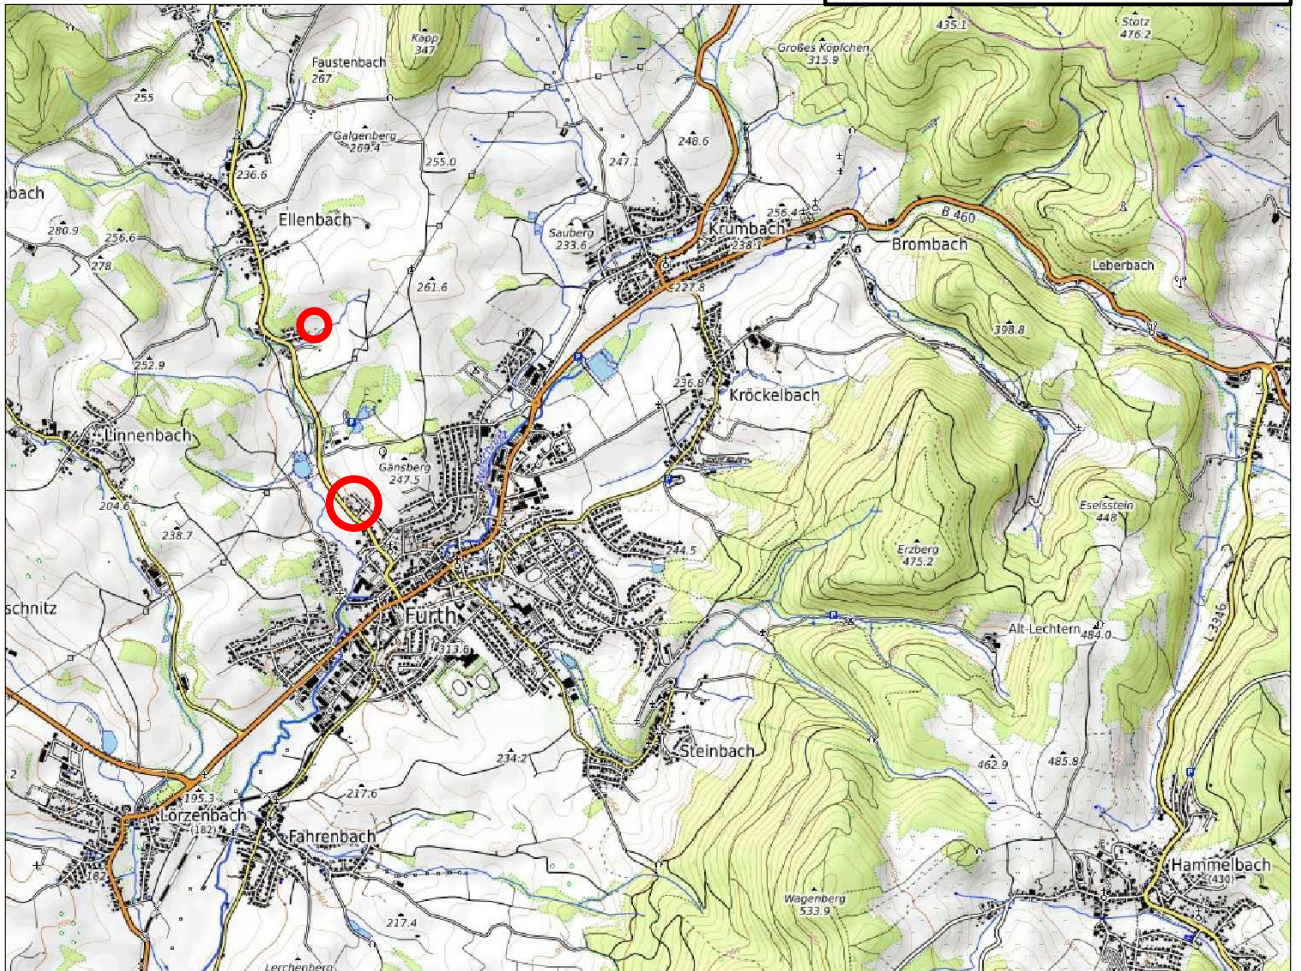 435.1
Stotz
476.2
Kapp
347
Großes Köpfchen
315.9
Faustenbach
267
255
Galgenberg
269.4
248.6
255.0
247.1
236.6
bach
Ellenbach
256.4
B 460
280.9
256.6
Sauberg
233.6
Krumbach
238.1
Brombach
278
Leberbach
261.6
227.8
398.8
252.9
236.8
Kröckelbach
Linnenbach
Gänsberg
247.5
204.6
Eselsstein
448
238.7
244.5
Erzberg
475.2
schnitz
Fürth
L 3346
Alt-Lechtern
484.0
313.6
Steinbach
234.2
462.9
485.8
2
217.6
195.3
Lörzenbach
(182)
Fahrenbach
182
Hammelbach
(430)
Wagenberg
533.9
217.4
Lerchenberg